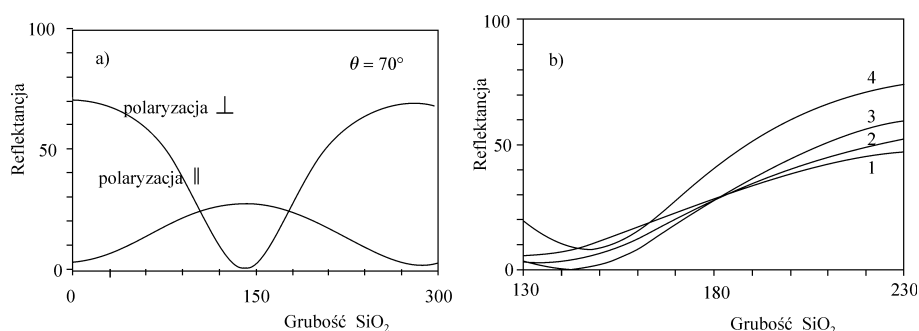 100
a)
θ = 70°
polaryzacja ⊥
Reflektancja
50
polaryzacja ∥
0
0
150
300
Grubość SiO₂
100
b)
4
3
Reflektancja
50
2
1
0
130
180
230
Grubość SiO₂